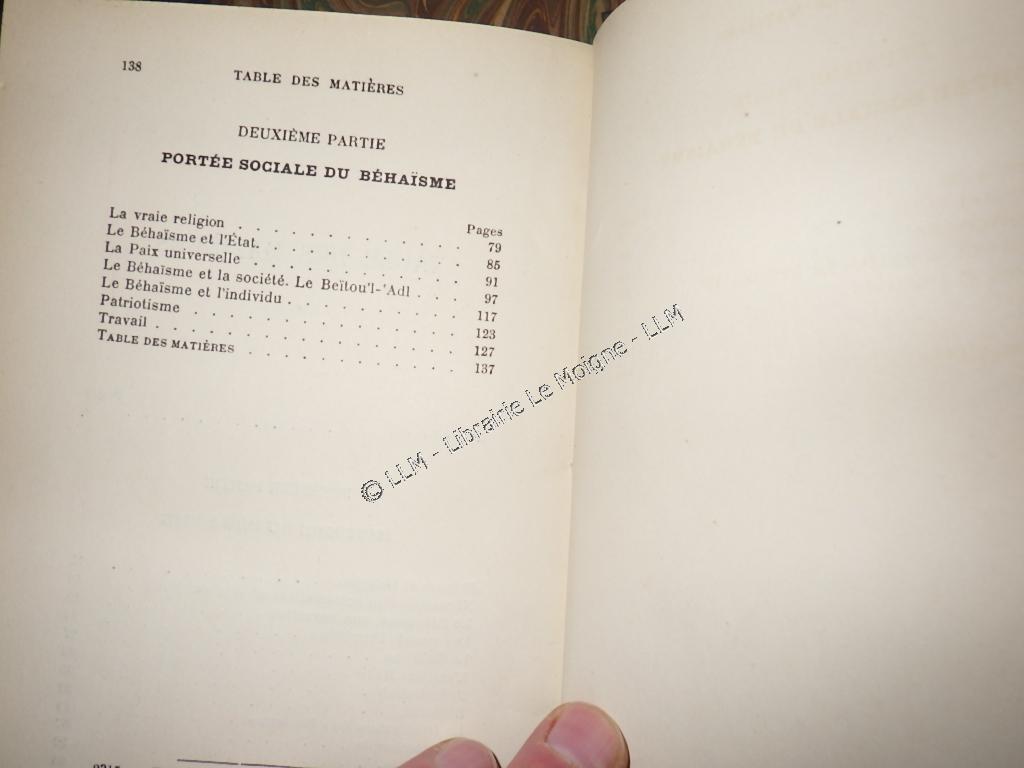 138
TABLE DES MATIÈRES
DEUXIÈME PARTIE
PORTÉE SOCIALE DU BÉHAÏSME
Pages
La vraie religion . . . . . . . . . . . . . 79
Le Béhaïsme et l'État. . . . . . . . . . . . 85
La Paix universelle . . . . . . . . . . . . 91
Le Béhaïsme et la société. Le Beïtou'l-'Adl . . . 97
Le Béhaïsme et l'individu . . . . . . . . . . 117
Patriotisme . . . . . . . . . . . . . . 123
Travail . . . . . . . . . . . . . . . . 127
TABLE DES MATIÈRES . . . . . . . . . . . 137
© LLM - Librairie Le Moigne - LLM